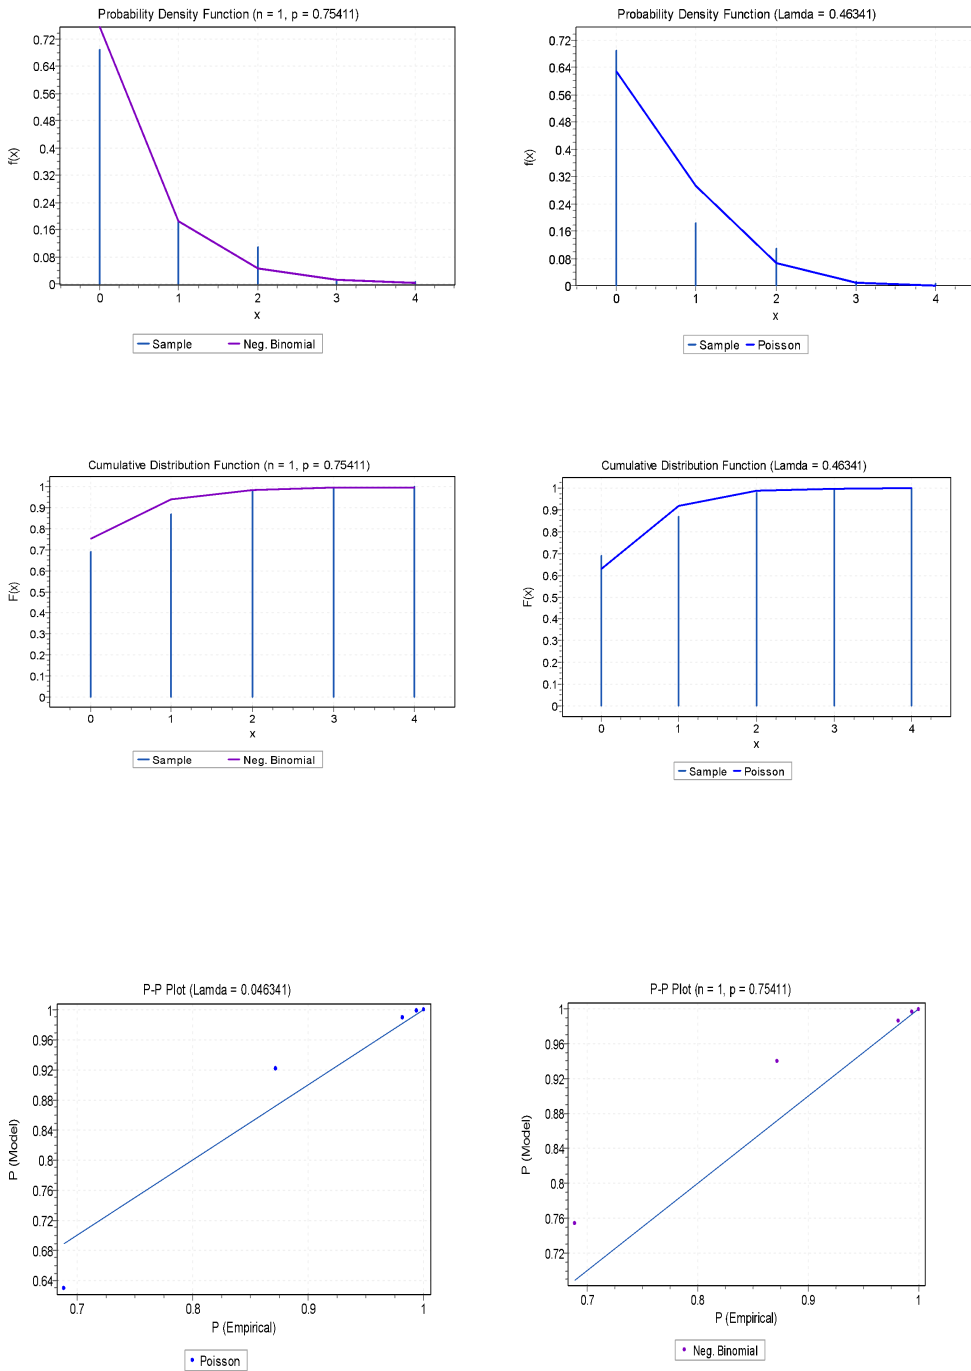 Probability Density Function (n = 1, p = 0.75411)
f(x)
0.72
0.64
0.56
0.48
0.4
0.32
0.24
0.16
0.08
0
0 1 2 3 4
x
Sample Neg. Binomial
Probability Density Function (Lamda = 0.46341)
f(x)
0.72
0.64
0.56
0.48
0.4
0.32
0.24
0.16
0.08
0
0 1 2 3 4
x
Sample Poisson
Cumulative Distribution Function (n = 1, p = 0.75411)
F(x)
1
0.9
0.8
0.7
0.6
0.5
0.4
0.3
0.2
0.1
0
0 1 2 3 4
x
Sample Neg. Binomial
Cumulative Distribution Function (Lamda = 0.46341)
F(x)
1
0.9
0.8
0.7
0.6
0.5
0.4
0.3
0.2
0.1
0
0 1 2 3 4
x
Sample Poisson
P-P Plot (Lamda = 0.046341)
P (Model)
1
0.96
0.92
0.88
0.84
0.8
0.76
0.72
0.68
0.64
0.7 0.8 0.9 1
P (Empirical)
Poisson
P-P Plot (n = 1, p = 0.75411)
P (Model)
1
0.96
0.92
0.88
0.84
0.8
0.76
0.72
0.7 0.8 0.9 1
P (Empirical)
Neg. Binomial